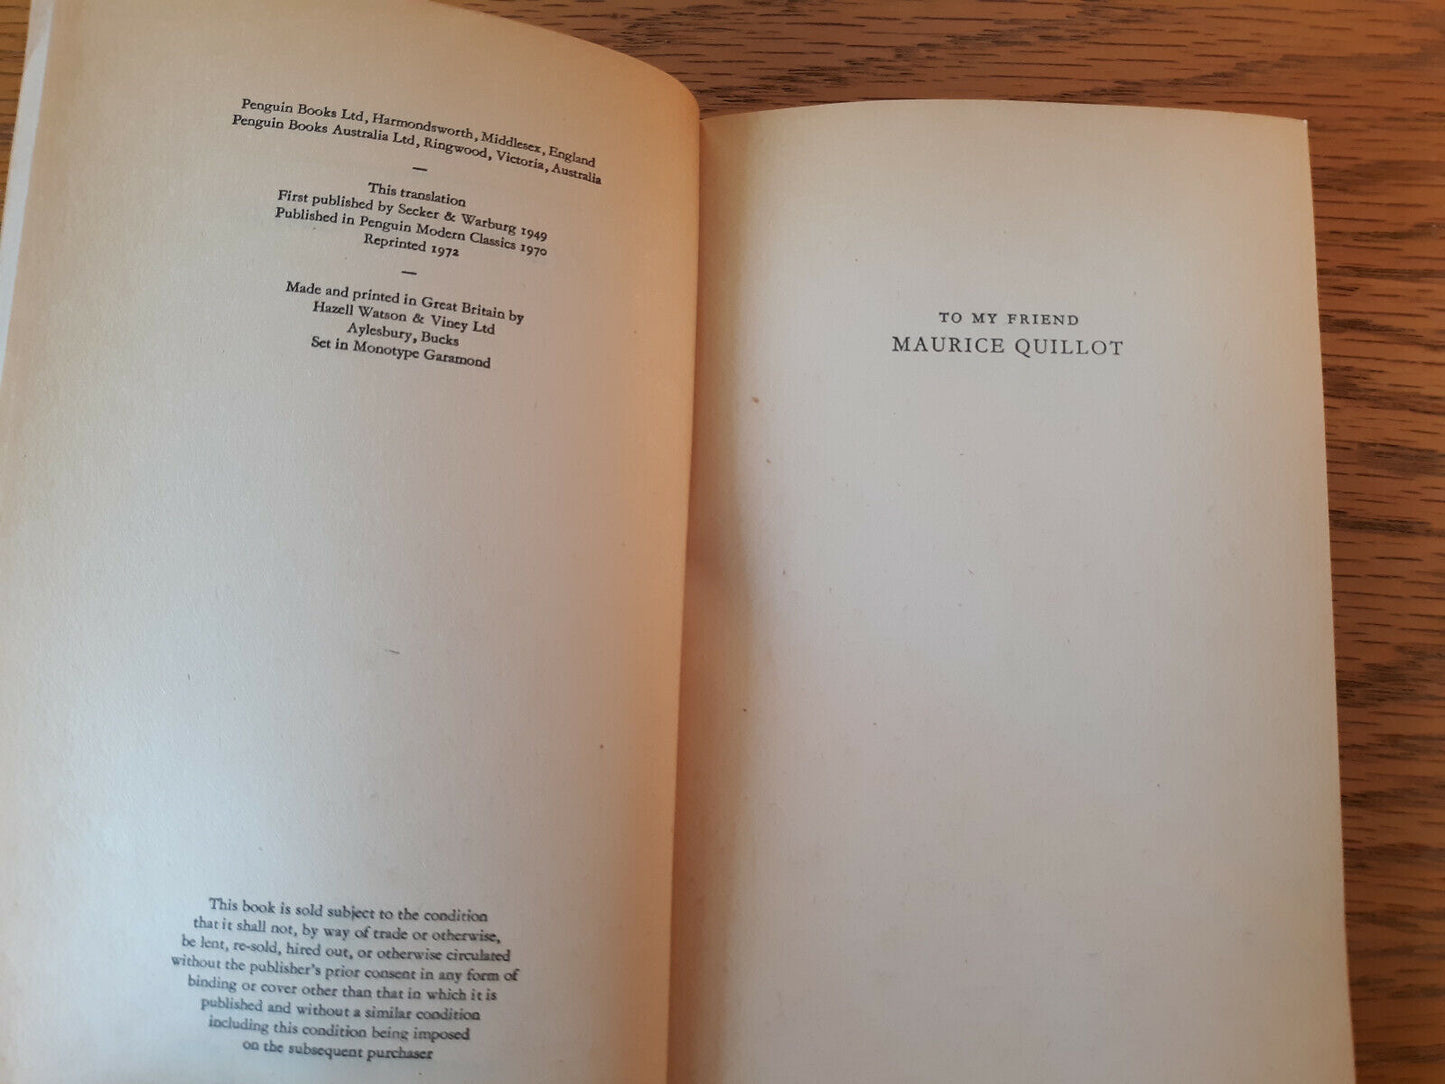 Penguin Books Ltd, Harmondsworth, Middlesex, England
Penguin Books Australia Ltd, Ringwood, Victoria, Australia
—
This translation
First published by Secker & Warburg 1949
Published in Penguin Modern Classics 1970
Reprinted 1972
—
Made and printed in Great Britain by
Hazell Watson & Viney Ltd
Aylesbury, Bucks
Set in Monotype Garamond
This book is sold subject to the condition
that it shall not, by way of trade or otherwise,
be lent, re-sold, hired out, or otherwise circulated
without the publisher's prior consent in any form of
binding or cover other than that in which it is
published and without a similar condition
including this condition being imposed
on the subsequent purchaser
TO MY FRIEND
MAURICE QUILLOT